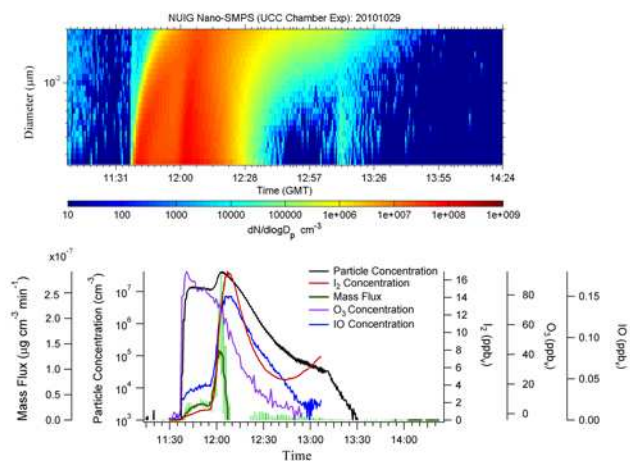 NUIG Nano-SMPS (UCC Chamber Exp): 20101029
Diameter (µm)
10⁻²
11:31 12:00 12:29 12:57 13:26 13:55 14:24
Time (GMT)
10 100 1000 10000 100000 1e+006 1e+007 1e+008 1e+009
dN/dlogDp cm⁻³
x10⁻⁷
Mass Flux (µg cm⁻³ min⁻¹)
3.0
2.5
2.0
1.5
1.0
0.5
0.0
Particle Concentration (cm⁻³)
10⁷
10⁶
10⁵
10⁴
10³
Particle Concentration
I₂ Concentration
Mass Flux
O₃ Concentration
IO Concentration
16
14
12
10
8
6
4
2
0
I₂ (ppbᵥ)
80
60
40
20
0
O₃ (ppbᵥ)
0.15
0.10
0.05
0.00
IO (ppbᵥ)
11:30 12:00 12:30 13:00 13:30 14:00
Time